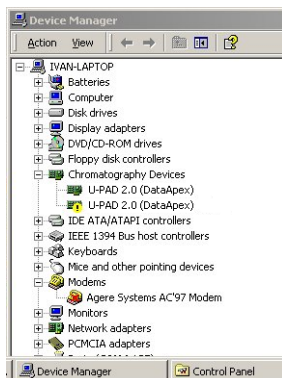 Device Manager
Action View
IVAN-LAPTOP
Batteries
Computer
Disk drives
Display adapters
DVD/CD-ROM drives
Floppy disk controllers
Chromatography Devices
U-PAD 2.0 (DataApex)
U-PAD 2.0 (DataApex)
IDE ATA/ATAPI controllers
IEEE 1394 Bus host controllers
Keyboards
Mice and other pointing devices
Modems
Agere Systems AC'97 Modem
Monitors
Network adapters
PCMCIA adapters
Device Manager
Control Panel